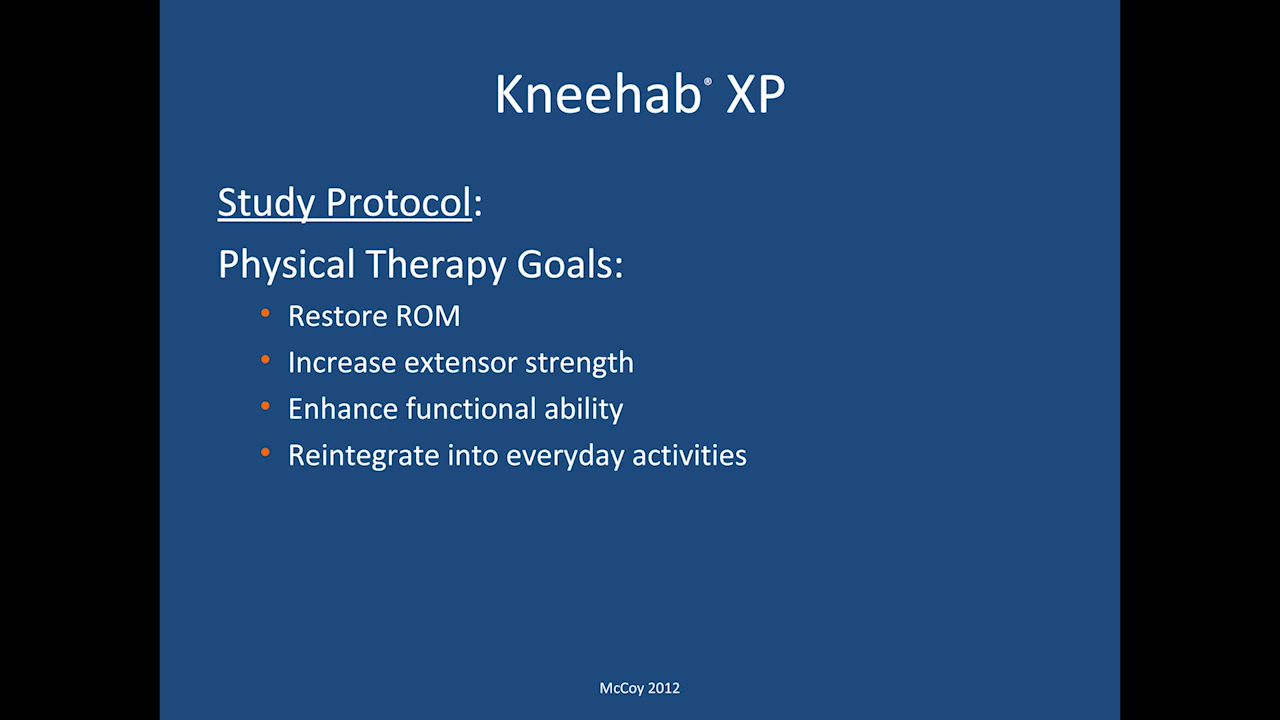 Kneehab® XP
Study Protocol:
Physical Therapy Goals:
• Restore ROM
• Increase extensor strength
• Enhance functional ability
• Reintegrate into everyday activities
McCoy 2012